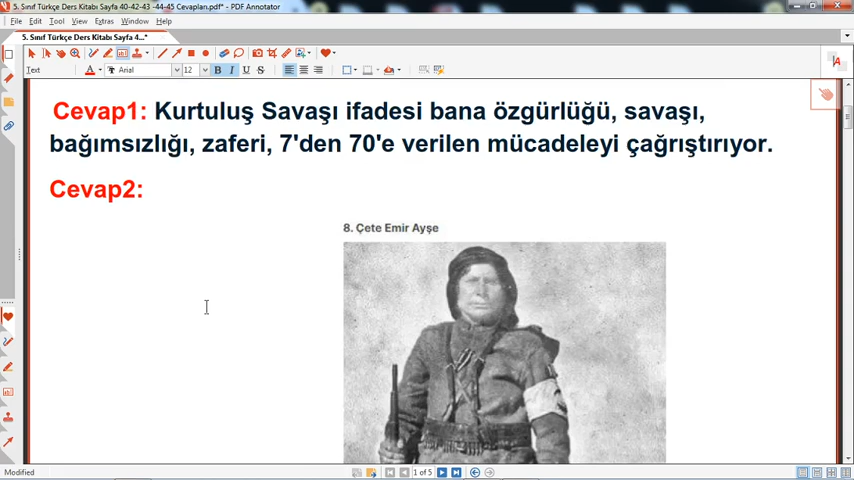 5. Sınıf Türkçe Ders Kitabı Sayfa 40-42-43 -44-45 Cevapları.pdf* - PDF Annotator
File Edit Tool View Extras Window Help
5. Sınıf Türkçe Ders Kitabı Sayfa 4...*
Text Arial 12 B I U S
Cevap1: Kurtuluş Savaşı ifadesi bana özgürlüğü, savaşı,
bağımsızlığı, zaferi, 7'den 70'e verilen mücadeleyi çağrıştırıyor.
Cevap2:
8. Çete Emir Ayşe
Modified 1 of 5